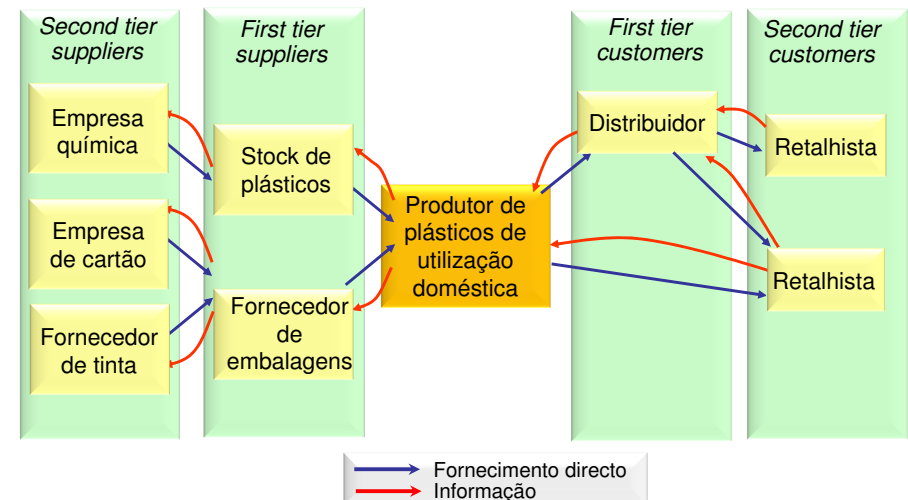 Second tier
suppliers
First tier
suppliers
First tier
customers
Second tier
customers
Empresa
química
Stock de
plásticos
Empresa
de cartão
Fornecedor
de tinta
Fornecedor
de
embalagens
Produtor de
plásticos de
utilização
doméstica
Distribuidor
Retalhista
Retalhista
Fornecimento directo
Informação